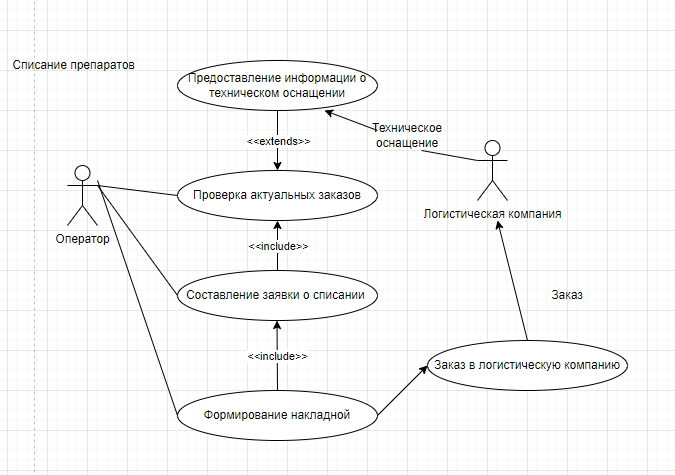 Списание препаратов
Предоставление информации о
техническом оснащении
Техническое
оснащение
<<extends>>
Проверка актуальных заказов
Логистическая компания
Оператор
<<include>>
Составление заявки о списании
Заказ
<<include>>
Заказ в логистическую компанию
Формирование накладной